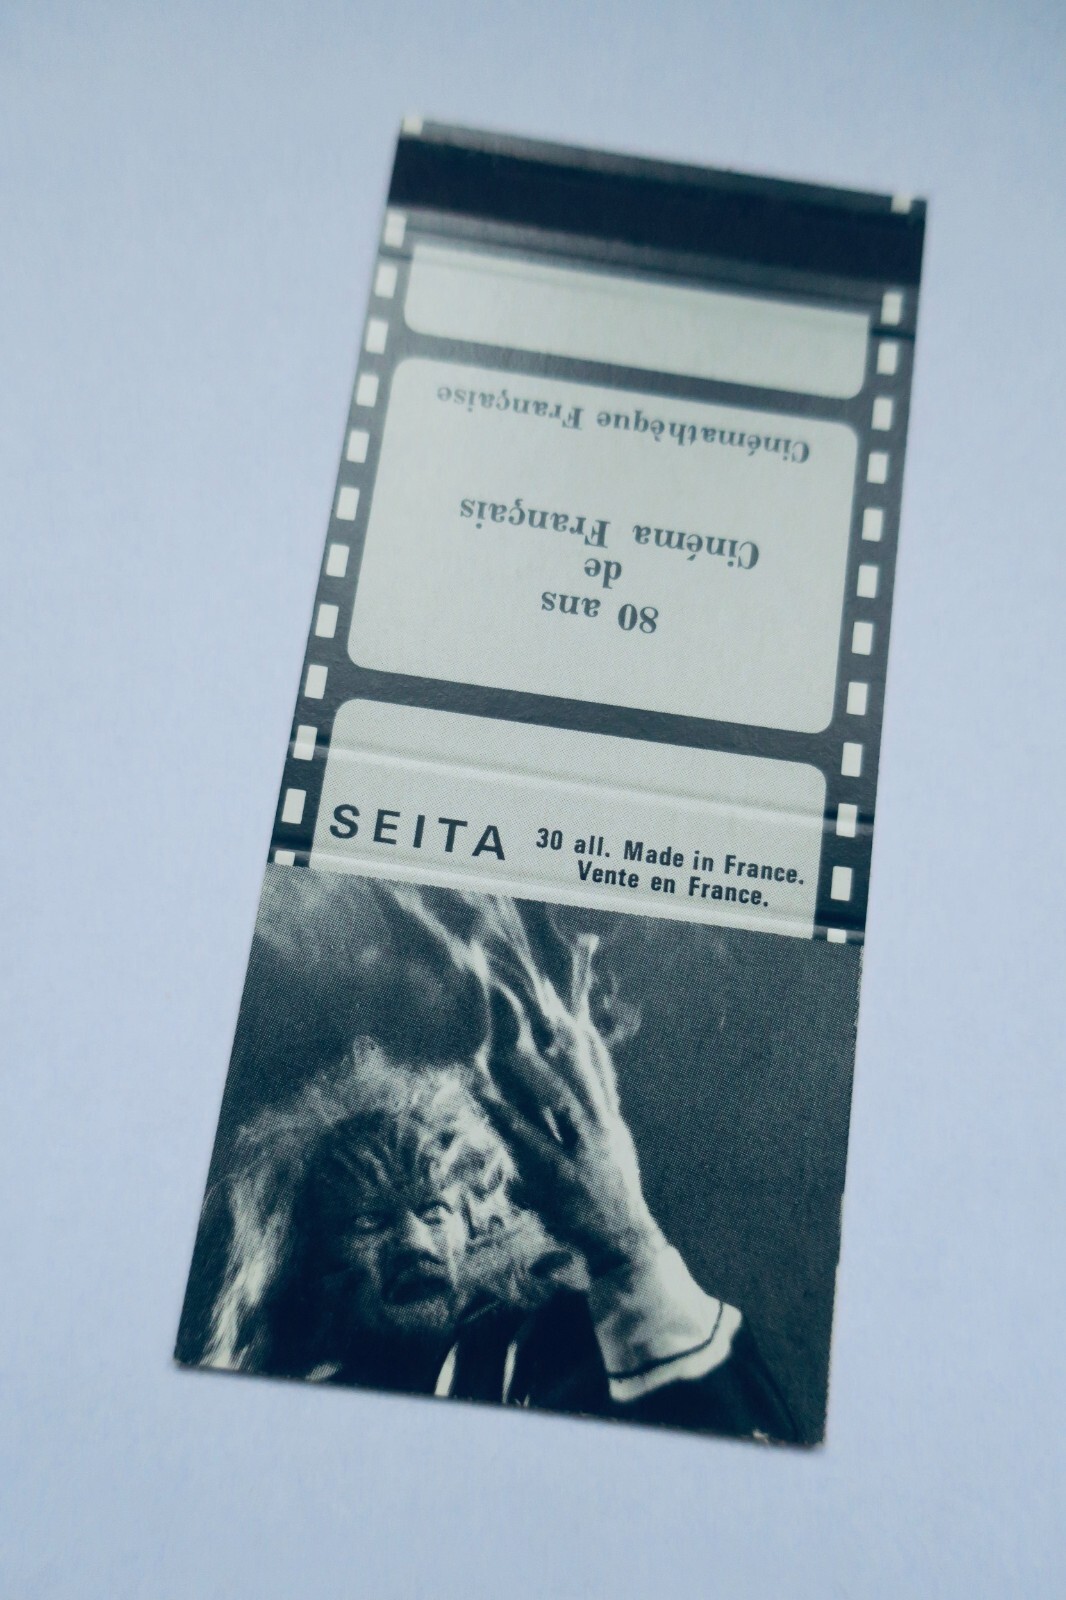 80 ans
de
Cinéma Français
Cinémathèque Française
SEITA
30 all. Made in France.
Vente en France.